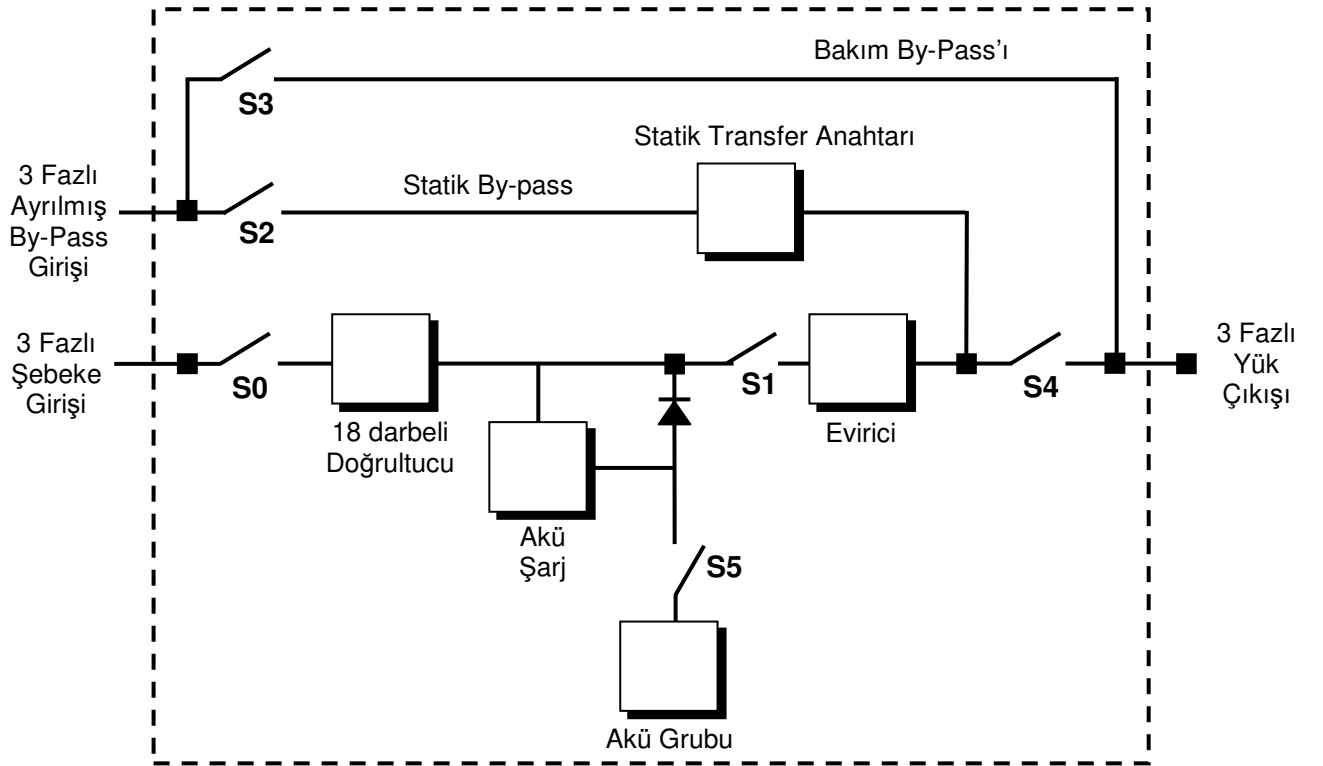 Bakım By-Pass’ı
S3
Statik Transfer Anahtarı
3 Fazlı
Ayrılmış
By-Pass
Girişi
Statik By-pass
S2
3 Fazlı
Şebeke
Girişi
S0
18 darbeli
Doğrultucu
S1
Evirici
S4
3 Fazlı
Yük
Çıkışı
Akü
Şarj
S5
Akü Grubu